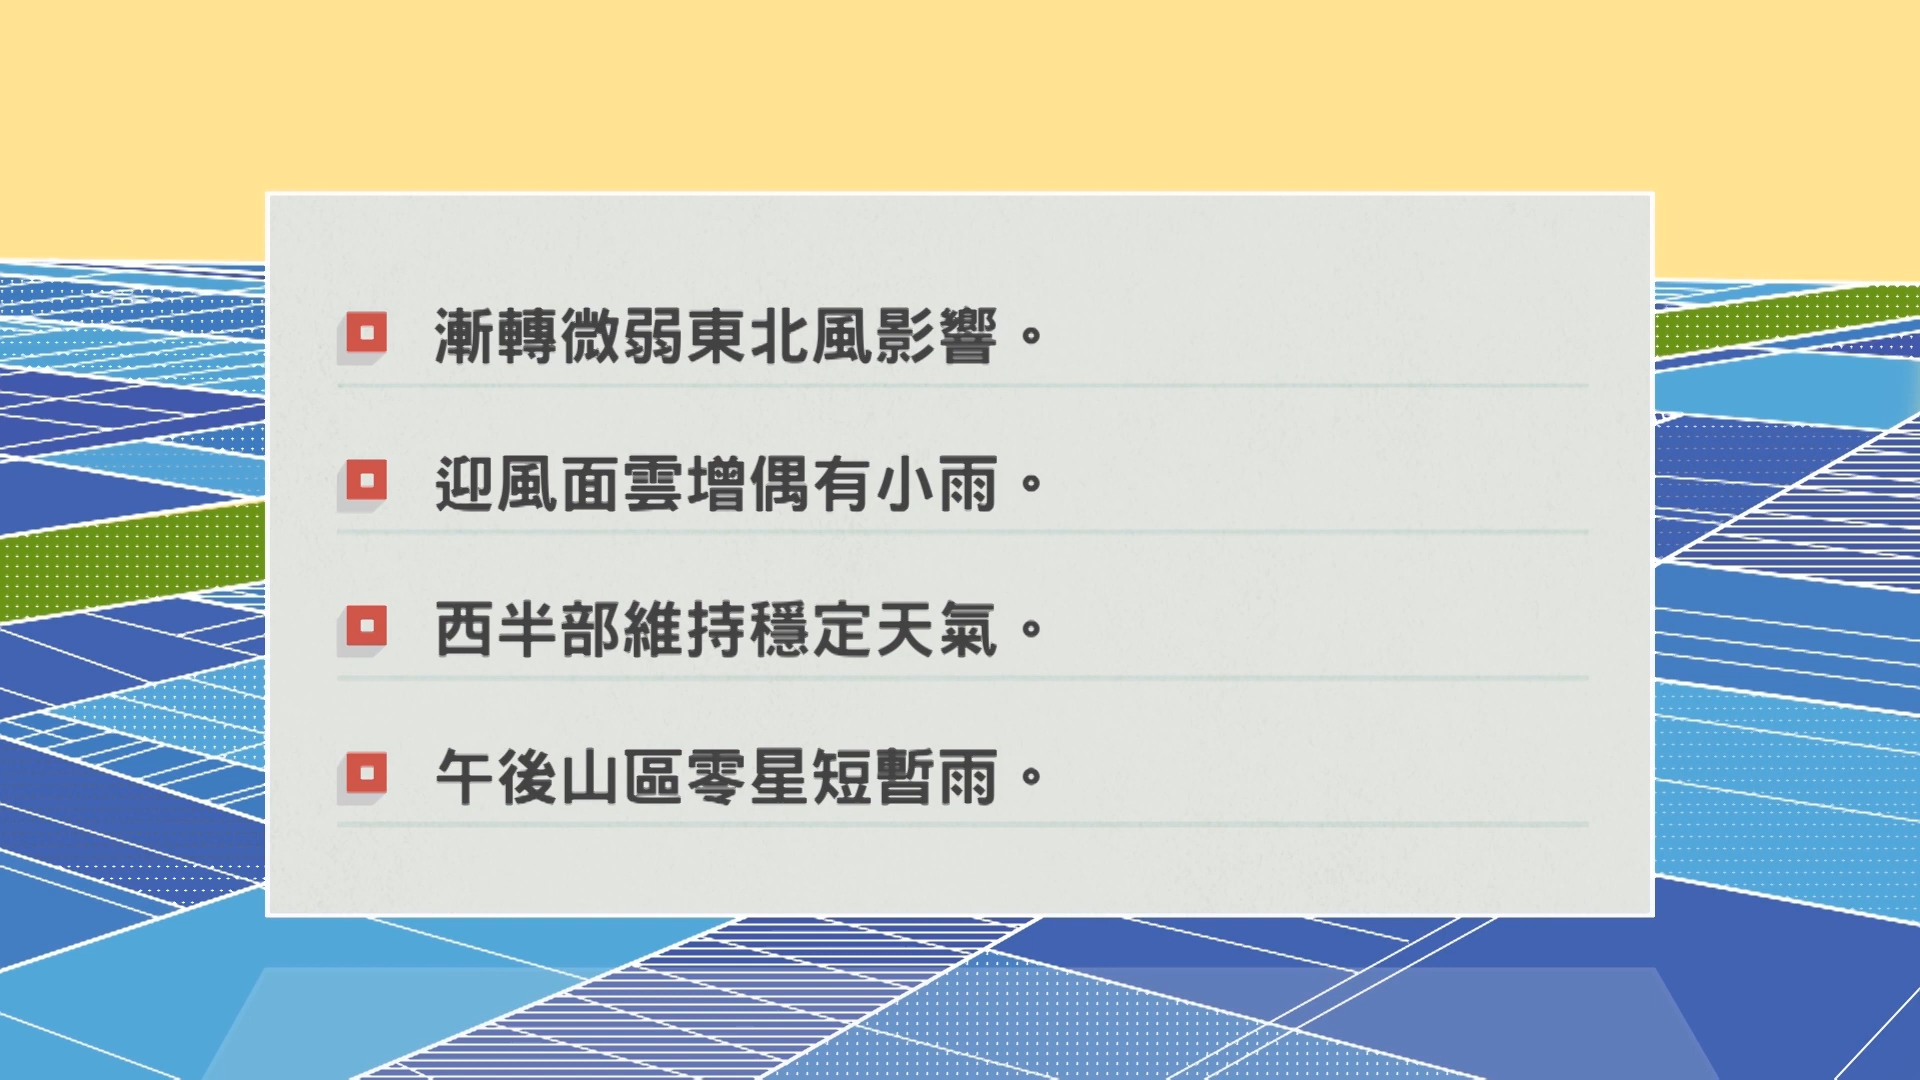 漸轉微弱東北風影響。
迎風面雲增偶有小雨。
西半部維持穩定天氣。
午後山區零星短暫雨。